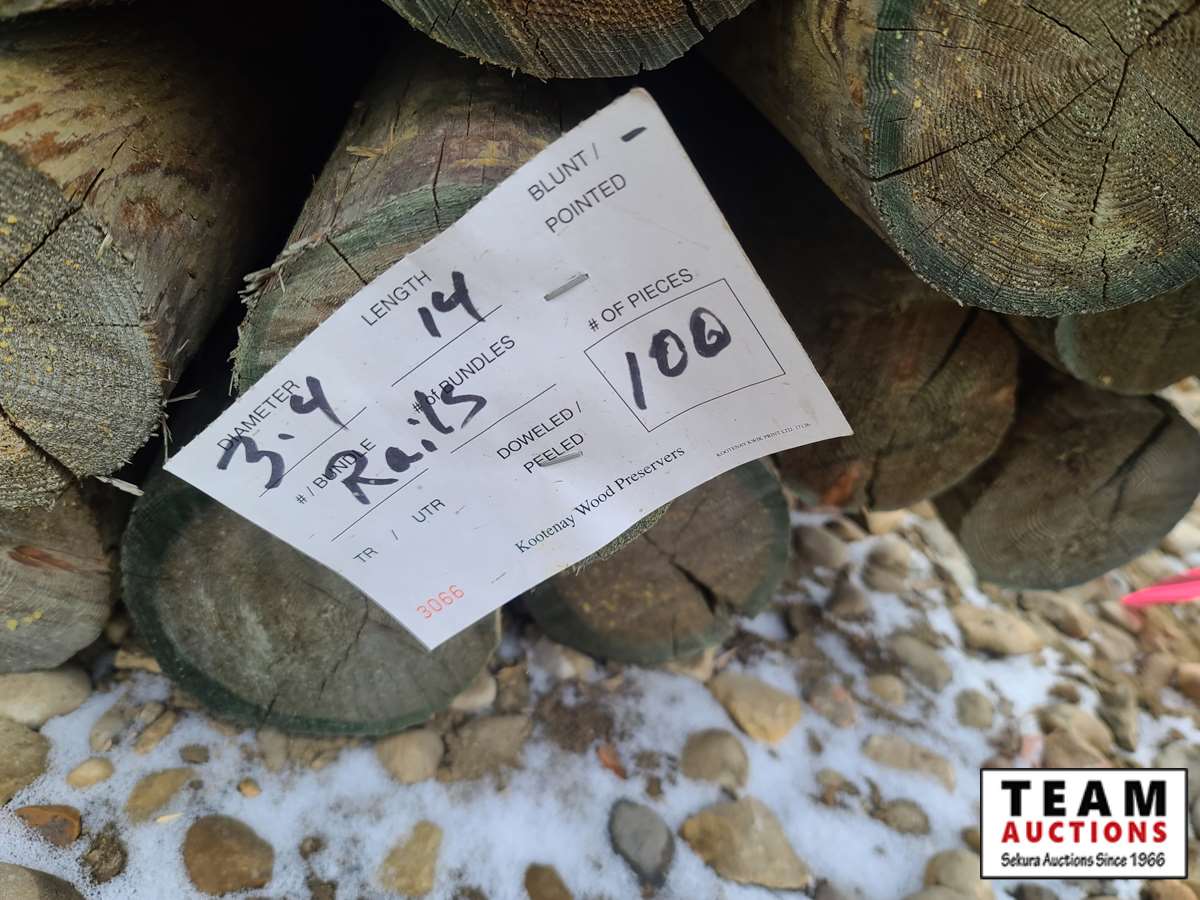 BLUNT /
POINTED
LENGTH
14
# OF PIECES
100
DIAMETER
3-4
# OF BUNDLES
# / BUNDLE
Rails
DOWELED /
PEELED
TR / UTR
Kootenay Wood Preservers
3066
TEAM
AUCTIONS
Sekura Auctions Since 1966